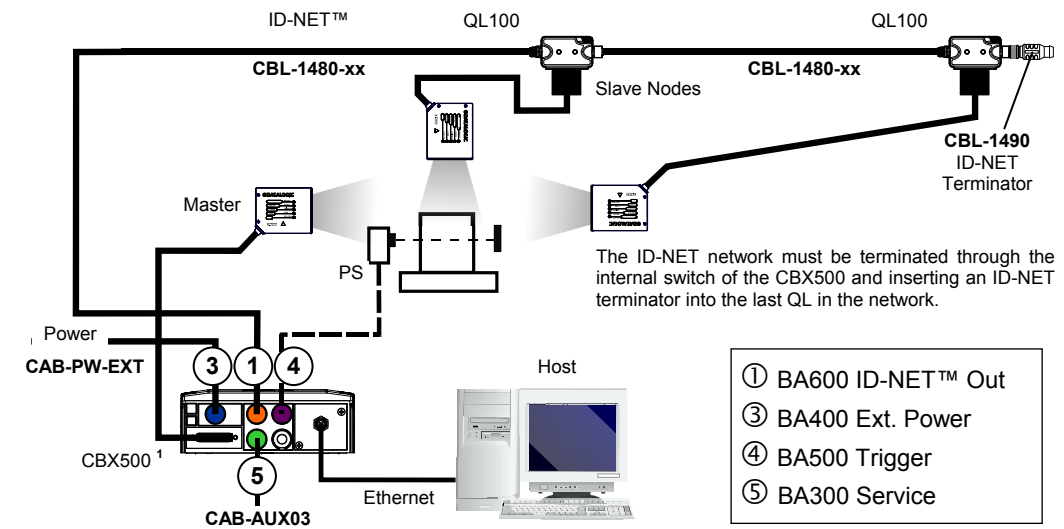 ID-NET™
QL100
QL100
CBL-1480-xx
CBL-1480-xx
Slave Nodes
CBL-1490
ID-NET
Terminator
Master
PS
The ID-NET network must be terminated through the
internal switch of the CBX500 and inserting an ID-NET
terminator into the last QL in the network.
Power
CAB-PW-EXT
3
1
4
Host
① BA600 ID-NET™ Out
③ BA400 Ext. Power
④ BA500 Trigger
⑤ BA300 Service
CBX500 1
5
Ethernet
CAB-AUX03
DATALOGIC
DATALOGIC
DATALOGIC